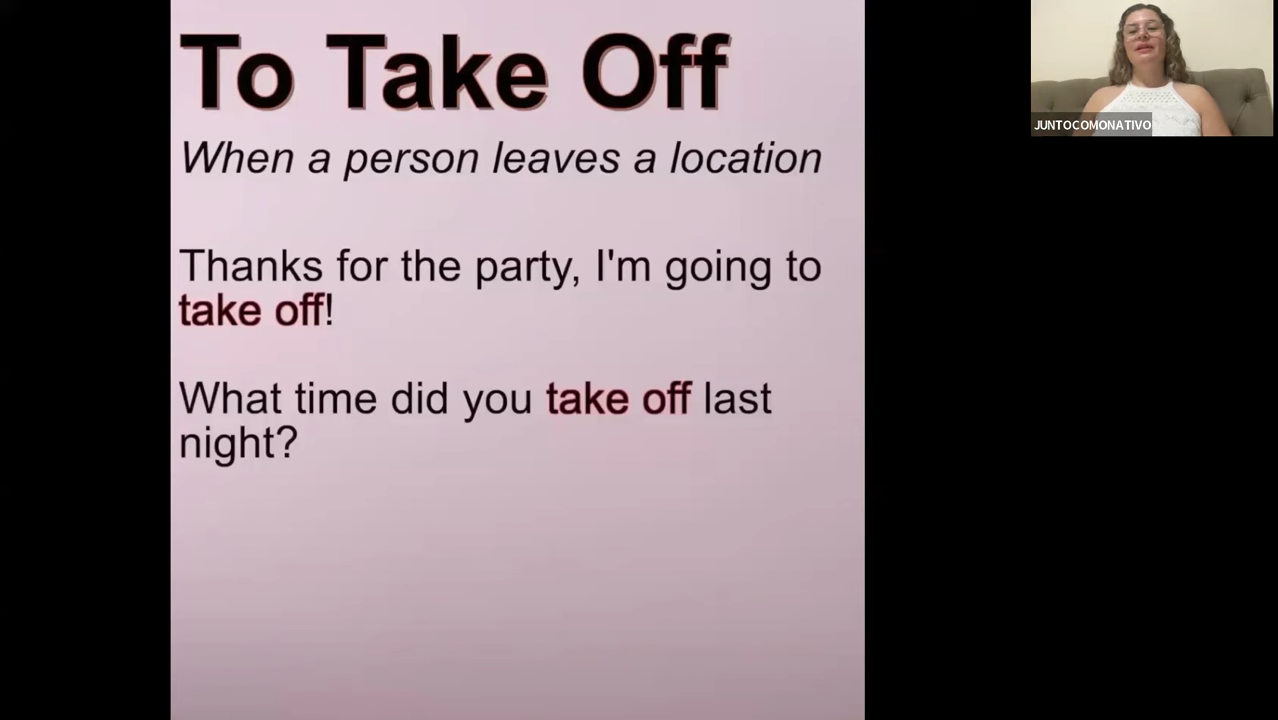 To Take Off
When a person leaves a location
Thanks for the party, I'm going to
take off!
What time did you take off last
night?
JUNTOCOMONATIVO